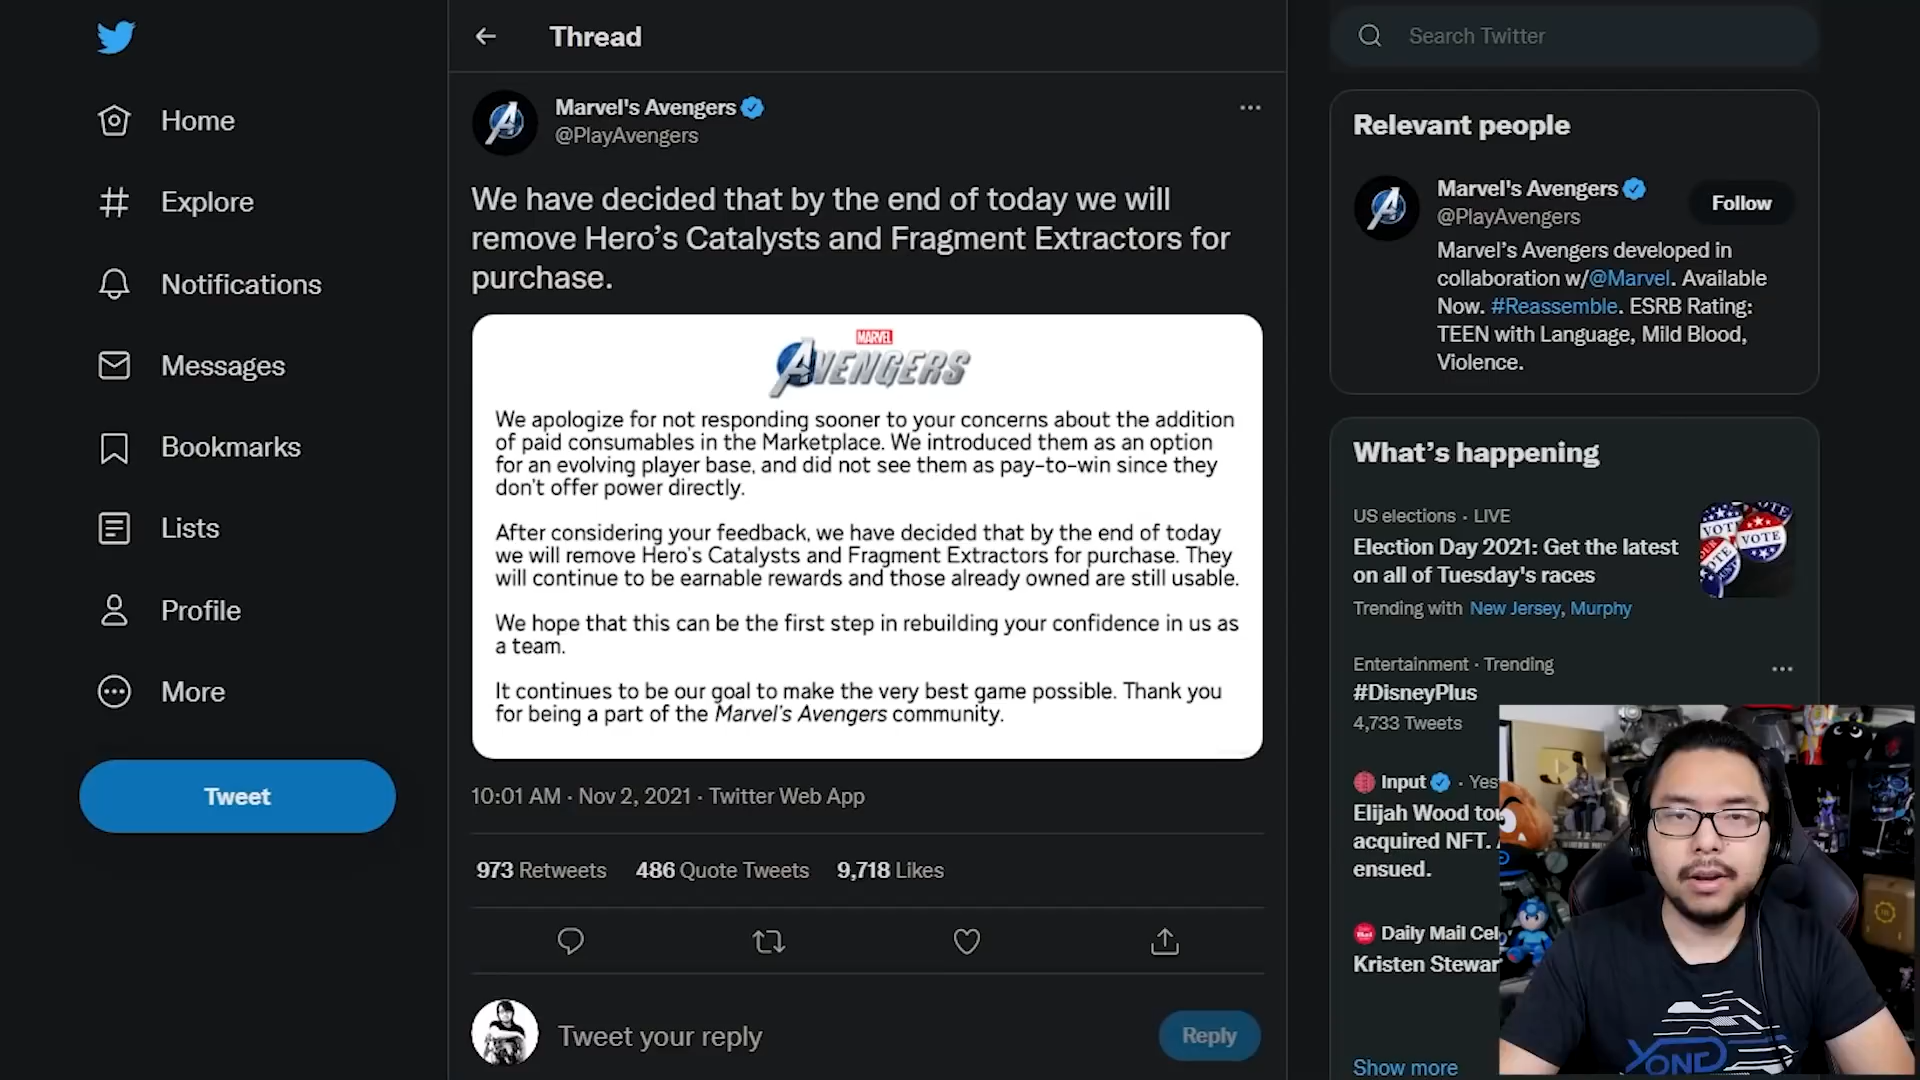 Home
Explore
Notifications
Messages
Bookmarks
Lists
Profile
More
Tweet
Thread
Marvel's Avengers
@PlayAvengers
We have decided that by the end of today we will
remove Hero's Catalysts and Fragment Extractors for
purchase.
MARVEL
AVENGERS
We apologize for not responding sooner to your concerns about the addition
of paid consumables in the Marketplace. We introduced them as an option
for an evolving player base, and did not see them as pay-to-win since they
don't offer power directly.
After considering your feedback, we have decided that by the end of today
we will remove Hero's Catalysts and Fragment Extractors for purchase. They
will continue to be earnable rewards and those already owned are still usable.
We hope that this can be the first step in rebuilding your confidence in us as
a team.
It continues to be our goal to make the very best game possible. Thank you
for being a part of the Marvel's Avengers community.
10:01 AM · Nov 2, 2021 · Twitter Web App
973 Retweets 486 Quote Tweets 9,718 Likes
Tweet your reply
Reply
Search Twitter
Relevant people
Marvel's Avengers
@PlayAvengers
Follow
Marvel's Avengers developed in
collaboration w/@Marvel. Available
Now. #Reassemble. ESRB Rating:
TEEN with Language, Mild Blood,
Violence.
What's happening
US elections · LIVE
Election Day 2021: Get the latest
on all of Tuesday's races
Trending with New Jersey, Murphy
VOTE
VOTE
Entertainment · Trending
#DisneyPlus
4,733 Tweets
Input · Yes
Elijah Wood tou
acquired NFT.
ensued.
Daily Mail Cel
Kristen Stewar
Show more